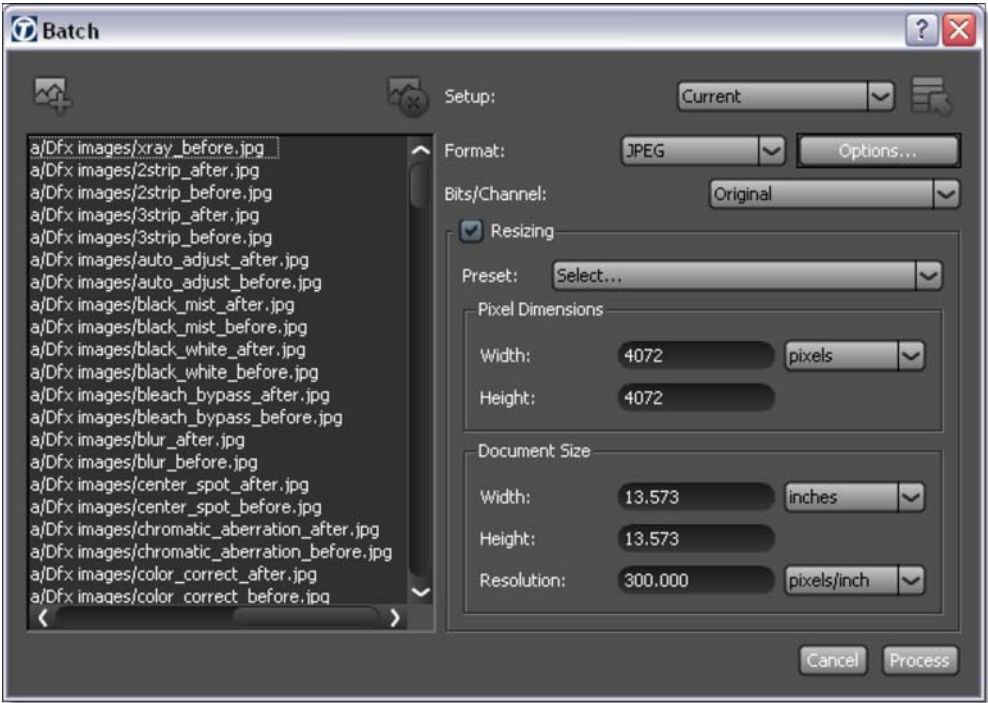 Batch
Setup: Current
a/Dfx images/xray_before.jpg
a/Dfx images/2strip_after.jpg
a/Dfx images/2strip_before.jpg
a/Dfx images/3strip_after.jpg
a/Dfx images/3strip_before.jpg
a/Dfx images/auto_adjust_after.jpg
a/Dfx images/auto_adjust_before.jpg
a/Dfx images/black_mist_after.jpg
a/Dfx images/black_mist_before.jpg
a/Dfx images/black_white_after.jpg
a/Dfx images/black_white_before.jpg
a/Dfx images/bleach_bypass_after.jpg
a/Dfx images/bleach_bypass_before.jpg
a/Dfx images/blur_after.jpg
a/Dfx images/blur_before.jpg
a/Dfx images/center_spot_after.jpg
a/Dfx images/center_spot_before.jpg
a/Dfx images/chromatic_aberration_after.jpg
a/Dfx images/chromatic_aberration_before.jpg
a/Dfx images/color_correct_after.jpg
a/Dfx images/color_correct_before.jpg
Format: JPEG Options...
Bits/Channel: Original
Resizing
Preset: Select...
Pixel Dimensions
Width: 4072 pixels
Height: 4072
Document Size
Width: 13.573 inches
Height: 13.573
Resolution: 300.000 pixels/inch
Cancel Process